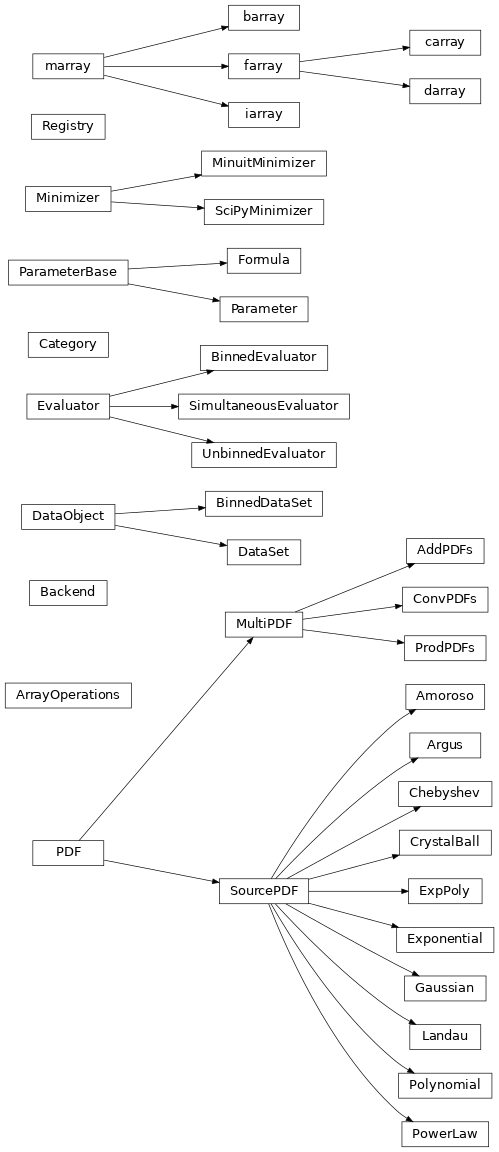 barray
carray
marray
farray
darray
iarray
Registry
MinuitMinimizer
Minimizer
SciPyMinimizer
Formula
ParameterBase
Parameter
Category
BinnedEvaluator
Evaluator
SimultaneousEvaluator
UnbinnedEvaluator
BinnedDataSet
DataObject
DataSet
AddPDFs
Backend
ConvPDFs
MultiPDF
ProdPDFs
ArrayOperations
Amoroso
Argus
Chebyshev
CrystalBall
PDF
SourcePDF
ExpPoly
Exponential
Gaussian
Landau
Polynomial
PowerLaw